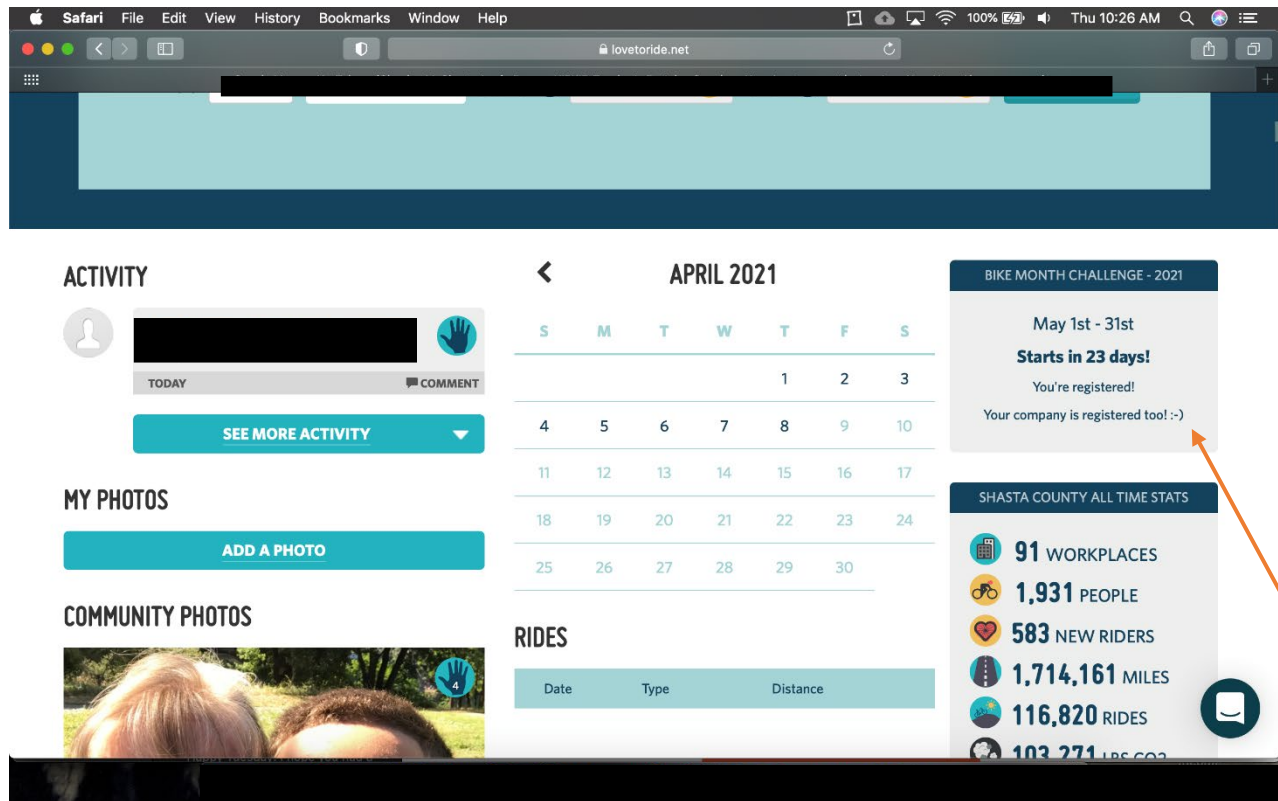 Safari File Edit View History Bookmarks Window Help 100% Thu 10:26 AM
lovetoride.net
ACTIVITY
TODAY COMMENT
SEE MORE ACTIVITY
MY PHOTOS
ADD A PHOTO
COMMUNITY PHOTOS
4
APRIL 2021
S M T W T F S
1 2 3
4 5 6 7 8 9 10
11 12 13 14 15 16 17
18 19 20 21 22 23 24
25 26 27 28 29 30
RIDES
Date Type Distance
BIKE MONTH CHALLENGE - 2021
May 1st - 31st
Starts in 23 days!
You're registered!
Your company is registered too! :-)
SHASTA COUNTY ALL TIME STATS
91 WORKPLACES
1,931 PEOPLE
583 NEW RIDERS
1,714,161 MILES
116,820 RIDES
103,271 LBS CO2